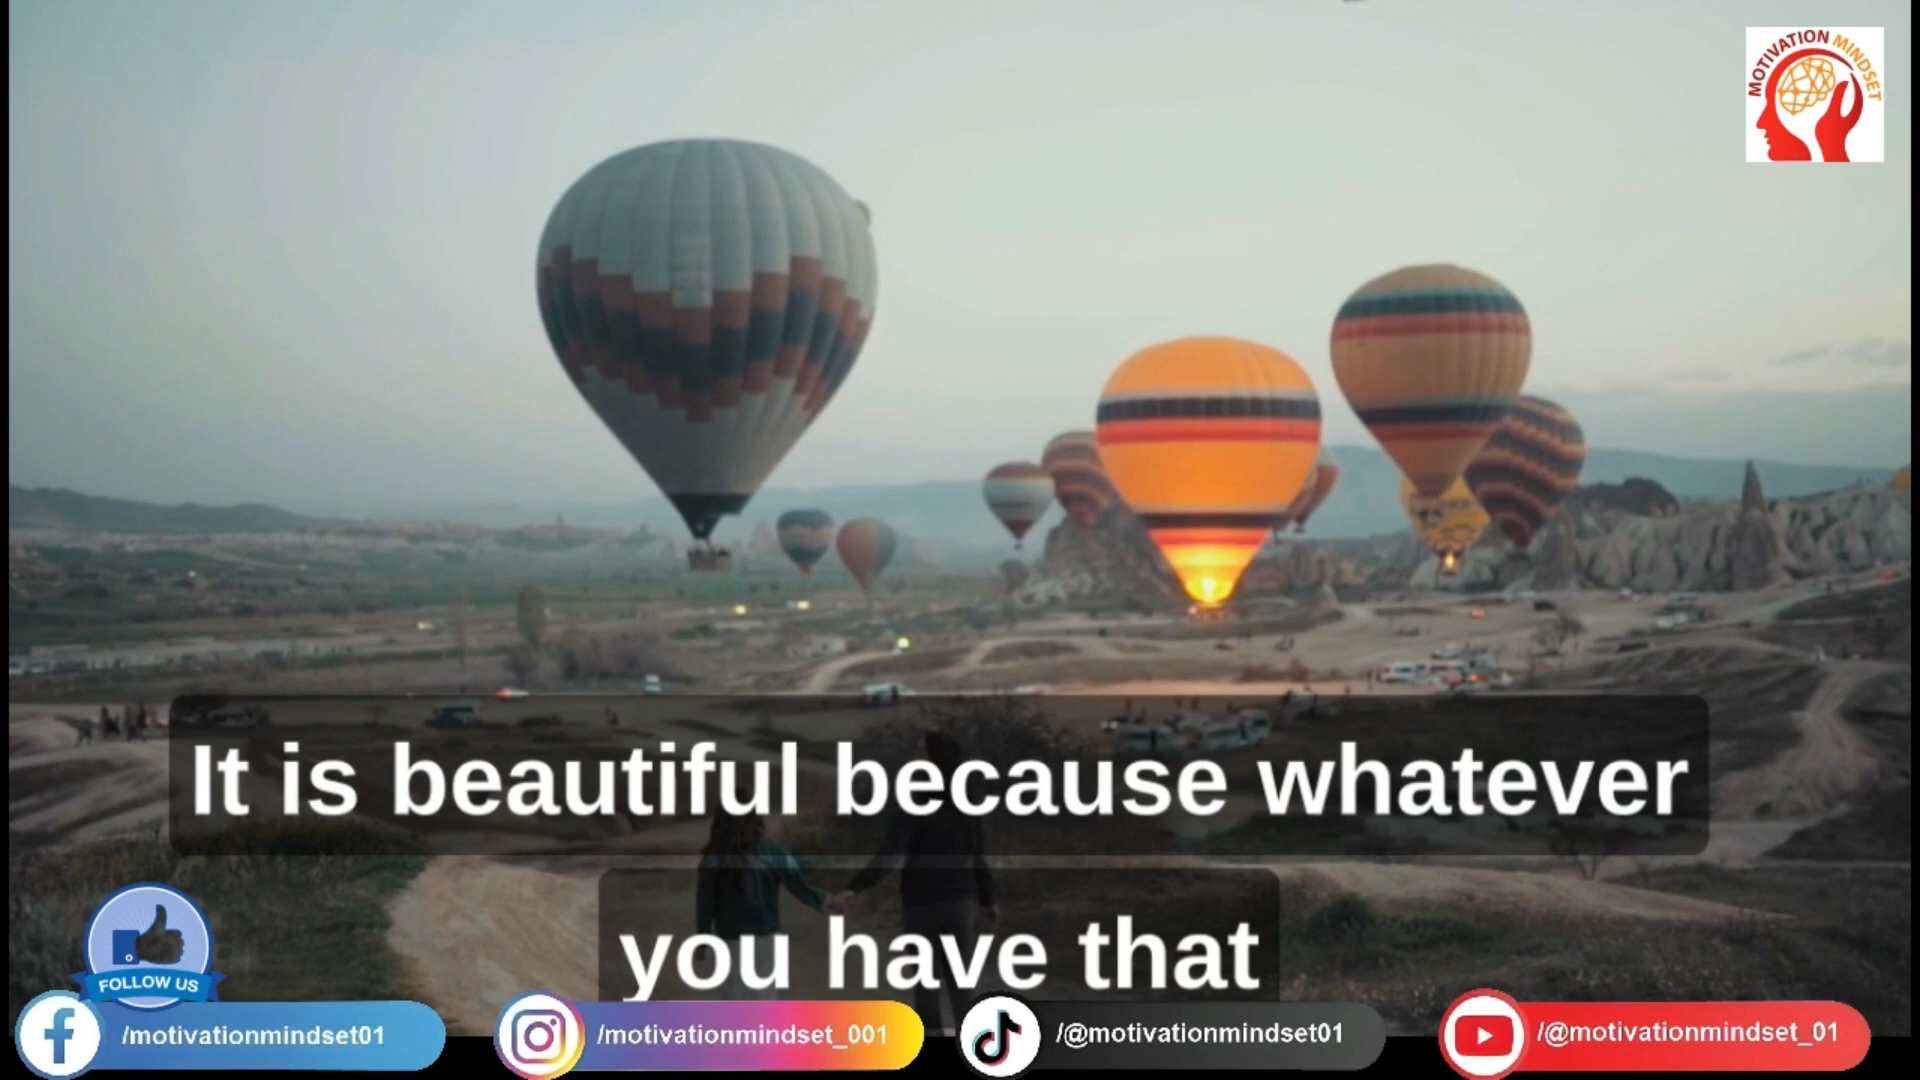 MOTIVATION MINDSET
It is beautiful because whatever
you have that
FOLLOW US
/motivationmindset01
/motivationmindset_001
/@motivationmindset01
/@motivationmindset_01